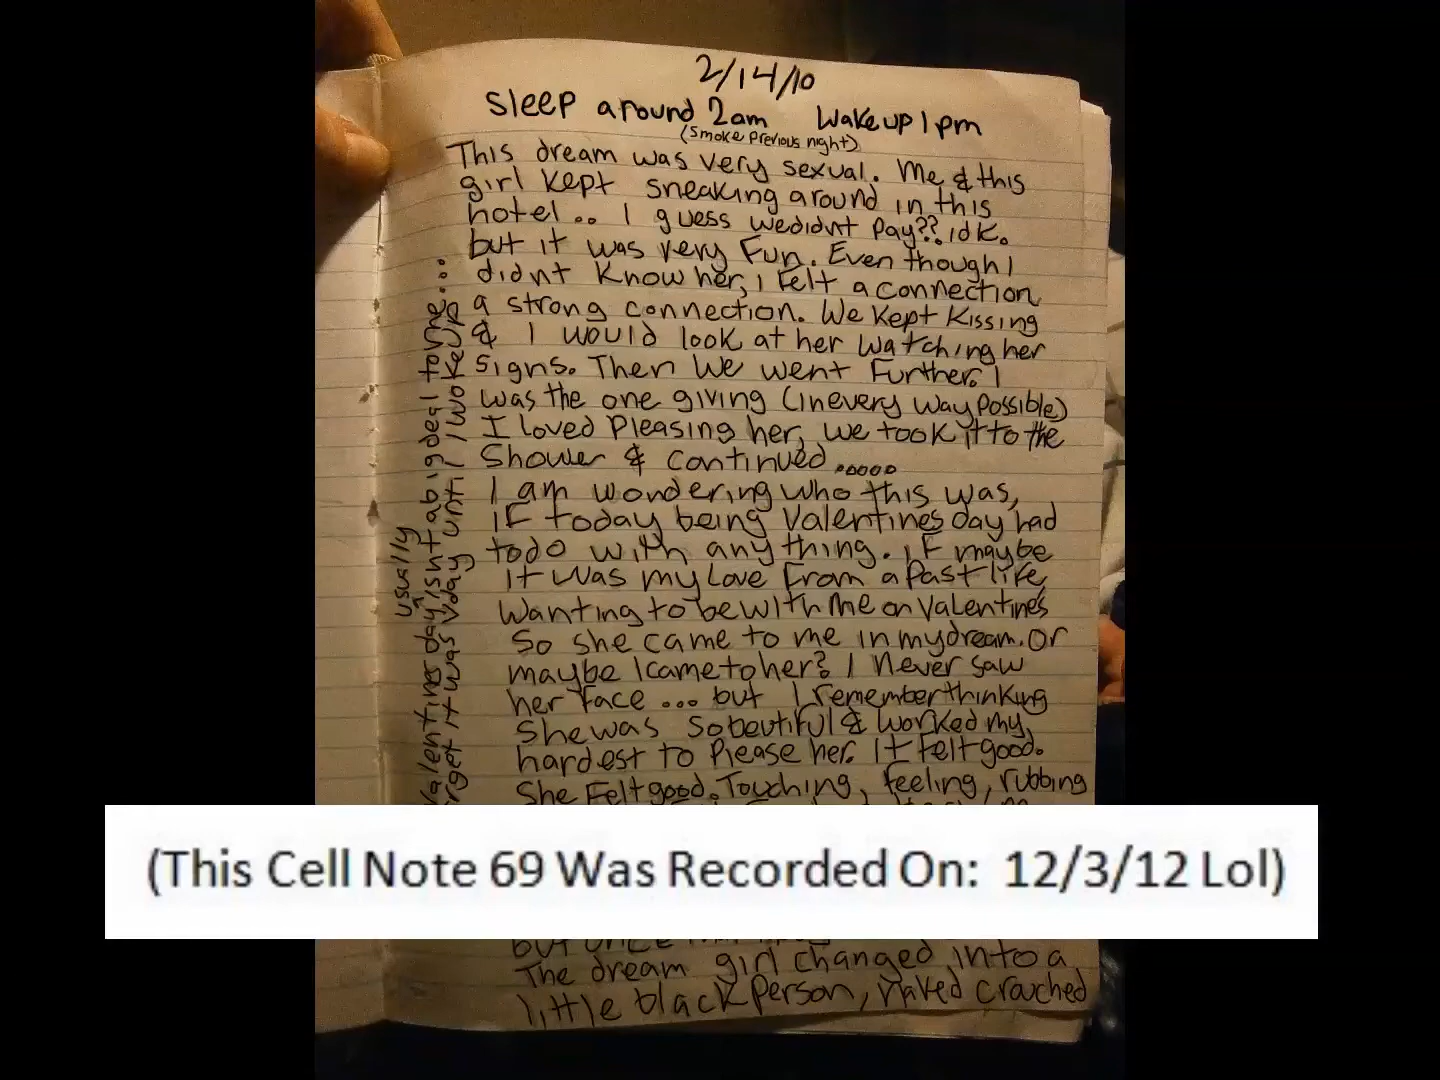 2/14/10
Sleep around 2am Wake up 1pm
(Smoke Previous night)
This dream was very sexual. Me & this
girl kept sneaking around in this
hotel.. I guess we didnt pay?? idk.
but it was very Fun. Even though I
didnt Know her, I Felt a connection
a strong connection. We Kept Kissing
& I would look at her watching her
signs. Then We went Further. I
was the one giving (in every way possible)
I loved Pleasing her, we took it to the
Shower & continued.....
I am wondering who this was,
iF today being Valentines day had
todo with anything. iF maybe
it was my Love From a past life,
Wanting to be with me on Valentines
So she came to me in my dream. Or
maybe I came to her? I never saw
her face ... but I remember thinking
She was so beutiful & worked my
hardest to Please her. It felt good.
She Felt good. Touching, feeling, rubbing
Valentines day usually isnt a big deal to me...
it was Vday until I woke up
(This Cell Note 69 Was Recorded On: 12/3/12 Lol)
but once
The dream girl changed into a
little black person, naked crouched